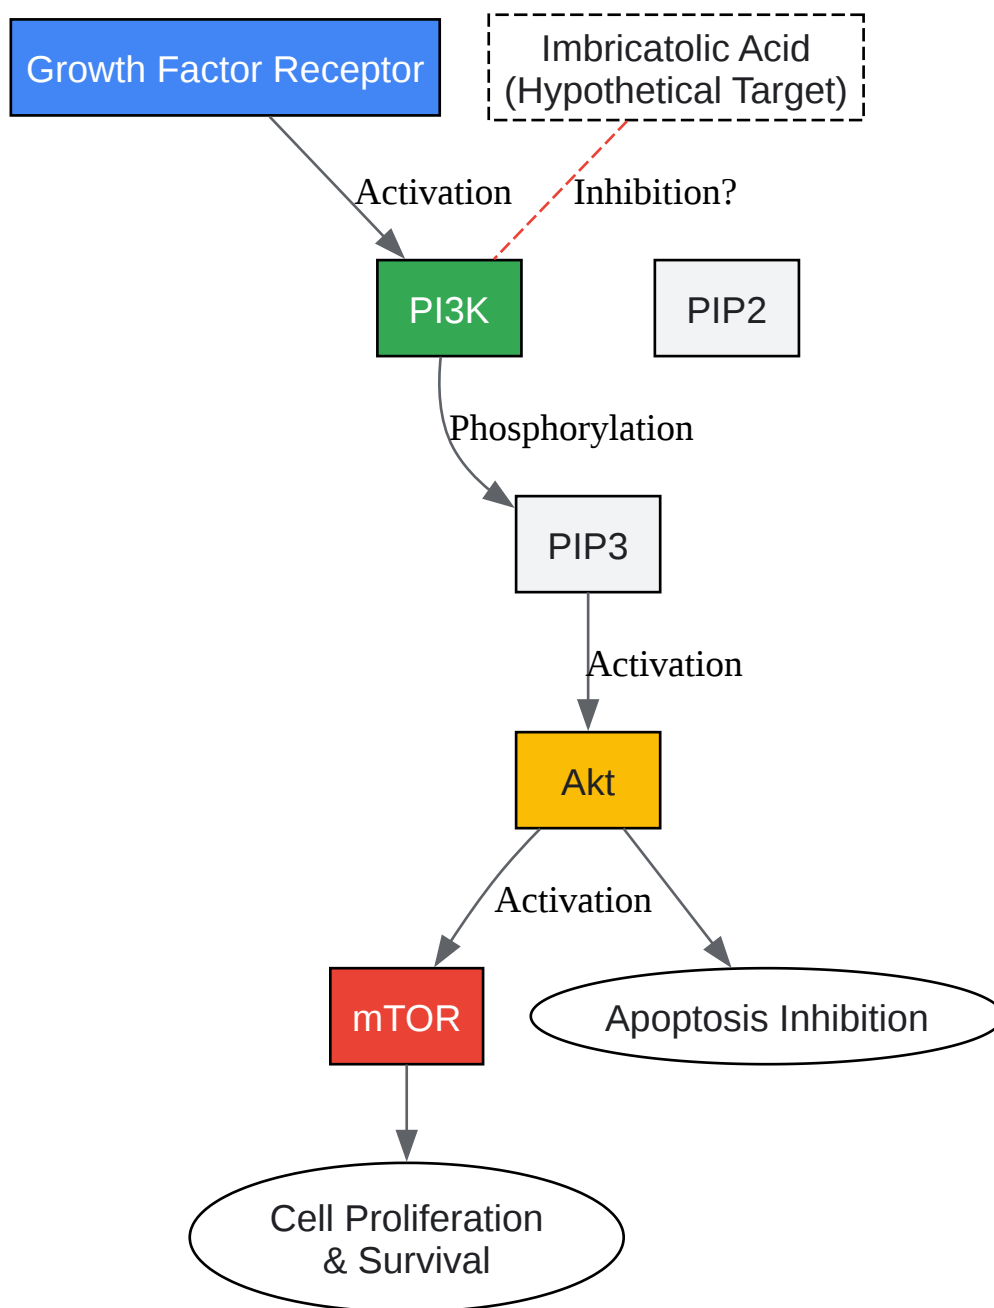 Growth Factor Receptor
Imbricatolic Acid
(Hypothetical Target)
Activation
Inhibition?
PI3K
PIP2
Phosphorylation
PIP3
Activation
Akt
Activation
mTOR
Apoptosis Inhibition
Cell Proliferation
& Survival